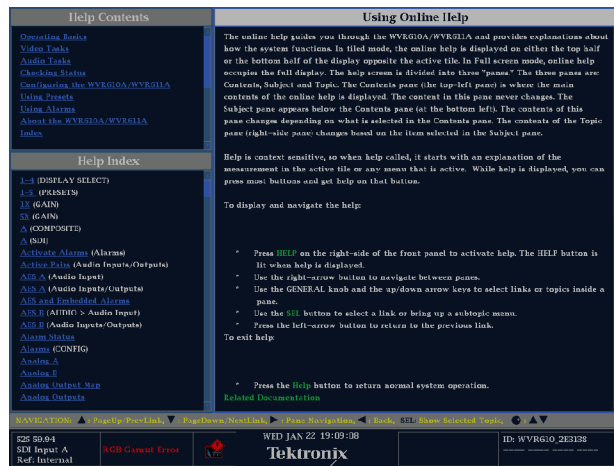 Help Contents
Operating Basics
Video Tasks
Audio Tasks
Checking Status
Configuring the WVR610A/WVR611A
Using Presets
Using Alarms
About the WVR610A/WVR611A
Index
Help Index
1-4 (DISPLAY SELECT)
1-5 (PRESETS)
1X (GAIN)
5X (GAIN)
A (COMPOSITE)
A (SDI)
Activate Alarms (Alarms)
Active Pairs (Audio Inputs/Outputs)
AES A (Audio Input)
AES A (Audio Inputs/Outputs)
AES and Embedded Alarms
AES B (AUDIO > Audio Input)
AES B (Audio Inputs/Outputs)
Alarm Status
Alarms (CONFIG)
Analog A
Analog B
Analog Output Map
Analog Outputs
Using Online Help
The online help guides you through the WVR610A/WVR611A and provides explanations about
how the system functions. In tiled mode, the online help is displayed on either the top half
or the bottom half of the display opposite the active tile. In Full screen mode, online help
occupies the full display. The help screen is divided into three "panes." The three panes are:
Contents, Subject and Topic. The Contents pane (the top-left pane) is where the main
contents of the online help is displayed. The content in this pane never changes. The
Subject pane appears below the Contents pane (at the bottom left). The contents of this
pane changes depending on what is selected in the Contents pane. The contents of the Topic
pane (right-side pane) changes based on the item selected in the Subject pane.
Help is context sensitive, so when help called, it starts with an explanation of the
measurement in the active tile or any menu that is active. While help is displayed, you can
press most buttons and get help on that button.
To display and navigate the help:
" Press HELP on the right-side of the front panel to activate help. The HELP button is
lit when help is displayed.
" Use the right-arrow button to navigate between panes.
" Use the GENERAL knob and the up/down arrow keys to select links or topics inside a
pane.
" Use the SEL button to select a link or bring up a subtopic menu.
" Press the left-arrow button to return to the previous link.
To exit help:
" Press the Help button to return normal system operation.
Related Documentation
NAVIGATION: ▲: PageUp/PrevLink, ▼: PageDown/NextLink, ►: Pane Navigation, ◄: Back, SEL: Show Selected Topic, : ▲▼
525 59.94
SDI Input A
Ref: Internal
RGB Gamut Error
WED JAN 22 19:09:08
Tektronix
ID: WVR610_2E3138
---- ---- ---- ----